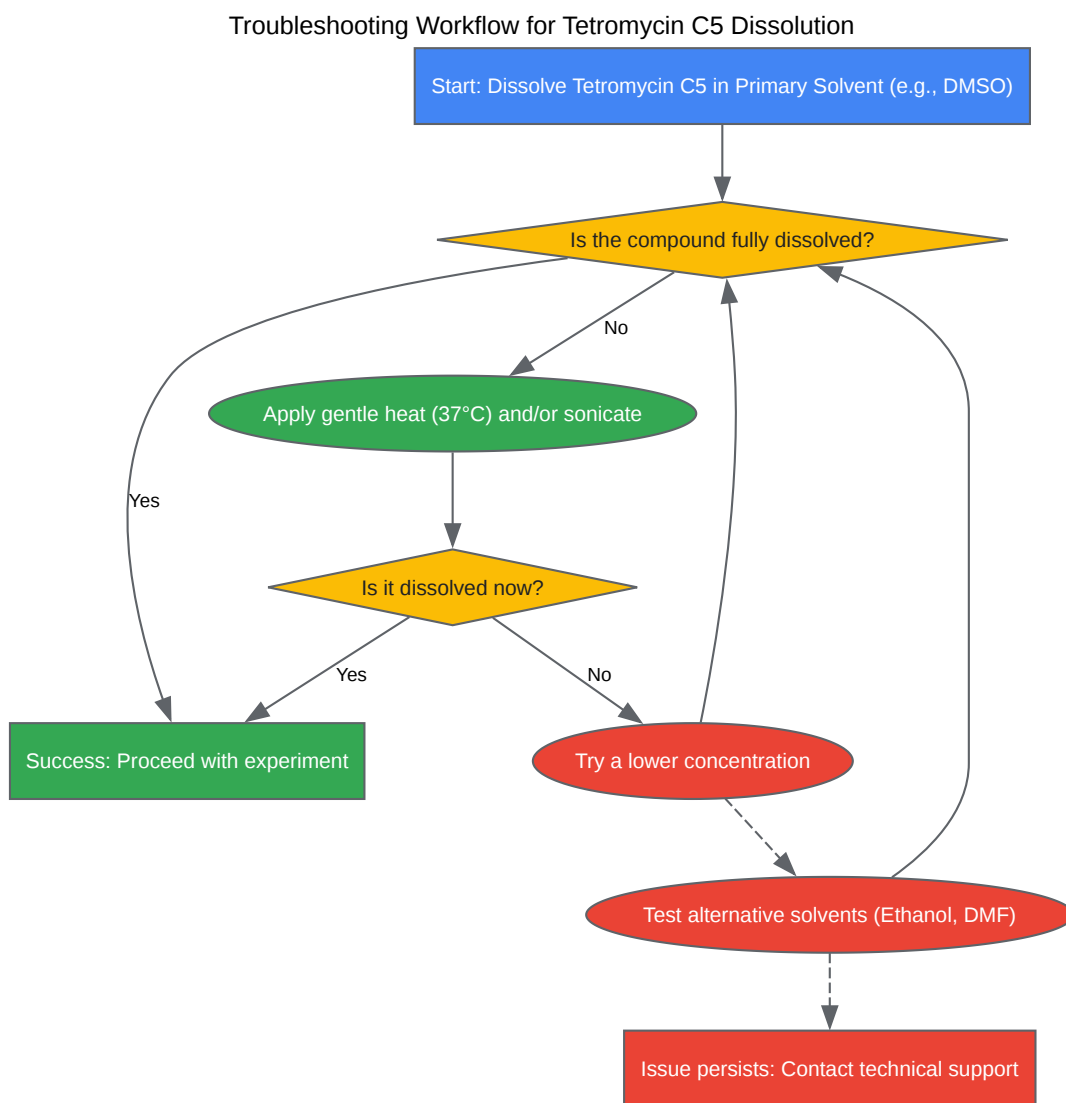 Troubleshooting Workflow for Tetromycin C5 Dissolution
Start: Dissolve Tetromycin C5 in Primary Solvent (e.g., DMSO)
Is the compound fully dissolved?
No
Apply gentle heat (37°C) and/or sonicate
Yes
Is it dissolved now?
Yes
No
Success: Proceed with experiment
Try a lower concentration
Test alternative solvents (Ethanol, DMF)
Issue persists: Contact technical support